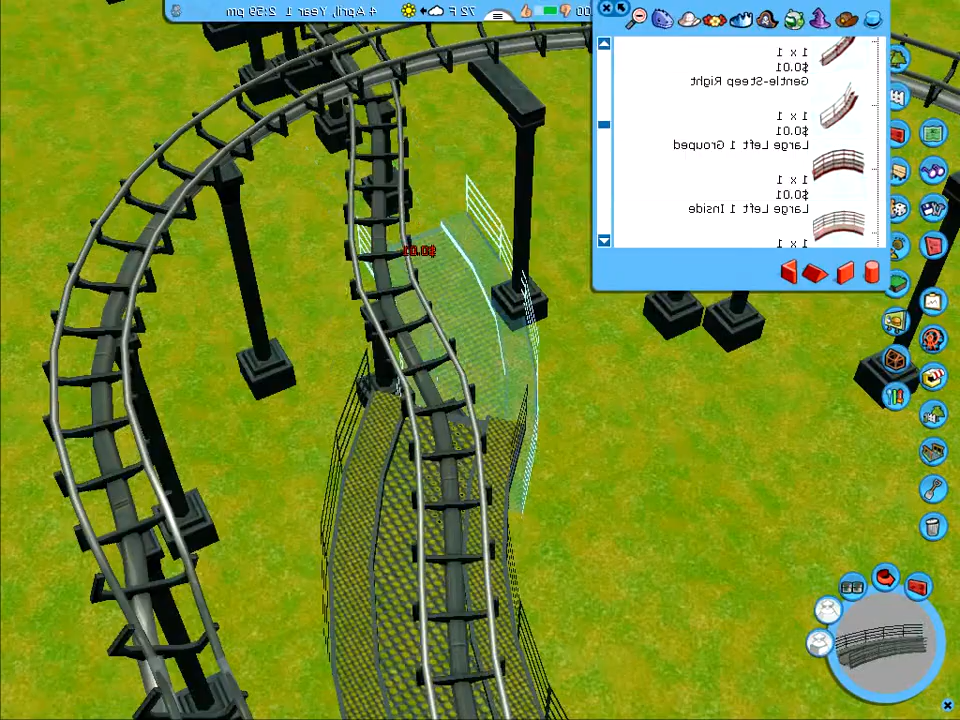 4 April, Year 1 2:59 pm
72 F
00
1 x 1
$0.01
Gentle-Steep Right
1 x 1
$0.01
Large Left 1 Grouped
1 x 1
$0.01
Large Left 1 Inside
1 x 1
$0.01